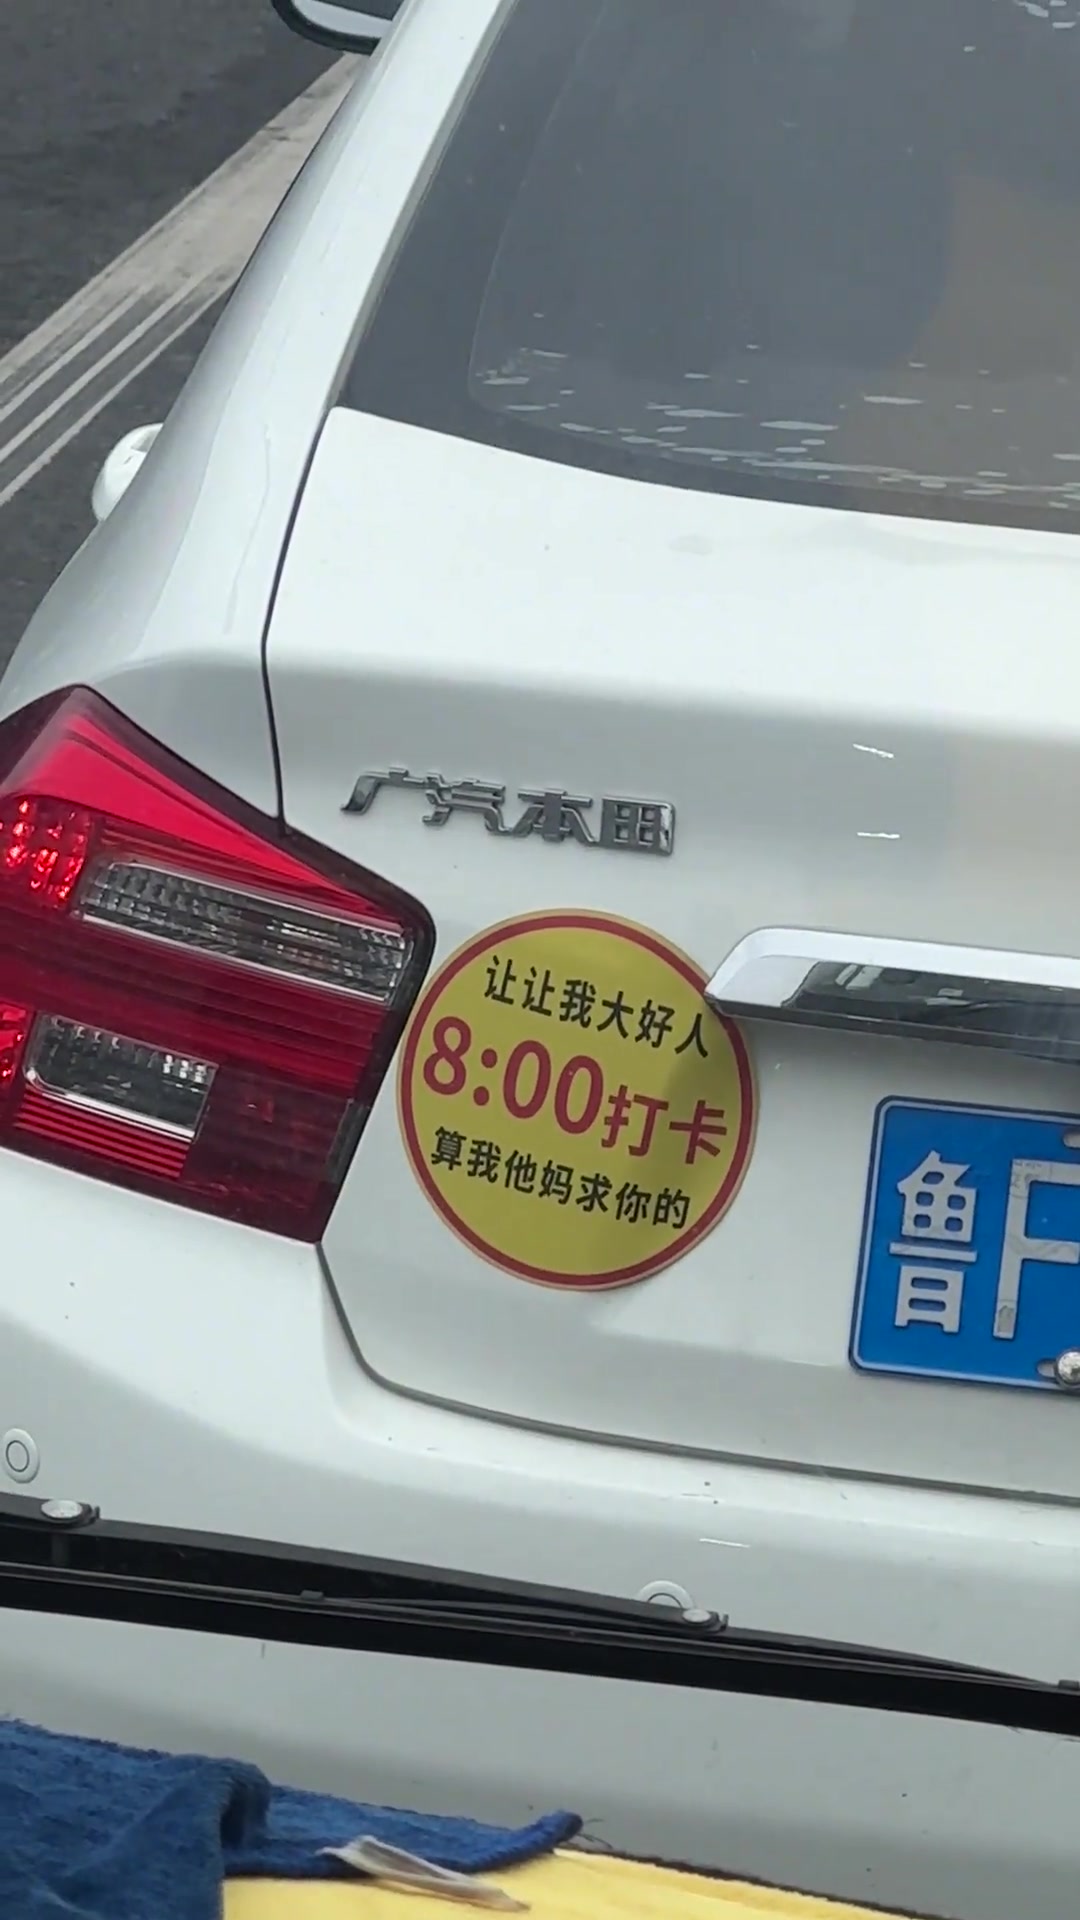 广汽本田
让让我大好人
8:00打卡
算我他妈求你的
鲁F